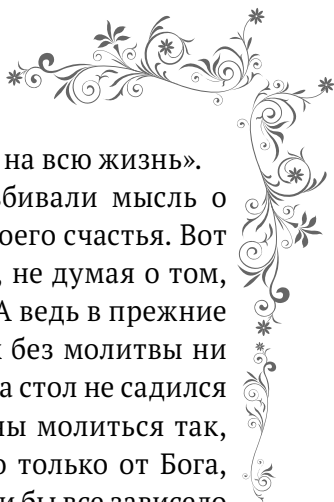 на всю жизнь».
бивали мысль о
оего счастья. Вот
, не думая о том,
А ведь в прежние
без молитвы ни
а стол не садился
ны молиться так,
о только от Бога,
и бы все зависело